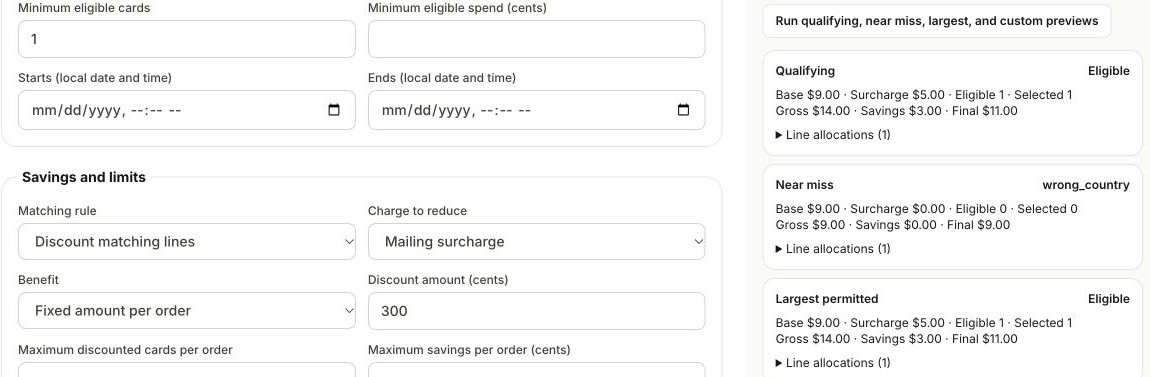 Minimum eligible cards
Minimum eligible spend (cents)
1
Starts (local date and time)
Ends (local date and time)
mm/dd/yyyy, --:-- --
mm/dd/yyyy, --:-- --
Savings and limits
Matching rule
Charge to reduce
Discount matching lines
Mailing surcharge
Benefit
Discount amount (cents)
Fixed amount per order
300
Maximum discounted cards per order
Maximum savings per order (cents)
Run qualifying, near miss, largest, and custom previews
Qualifying
Eligible
Base $9.00 · Surcharge $5.00 · Eligible 1 · Selected 1
Gross $14.00 · Savings $3.00 · Final $11.00
Line allocations (1)
Near miss
wrong_country
Base $9.00 · Surcharge $0.00 · Eligible 0 · Selected 0
Gross $9.00 · Savings $0.00 · Final $9.00
Line allocations (1)
Largest permitted
Eligible
Base $9.00 · Surcharge $5.00 · Eligible 1 · Selected 1
Gross $14.00 · Savings $3.00 · Final $11.00
Line allocations (1)